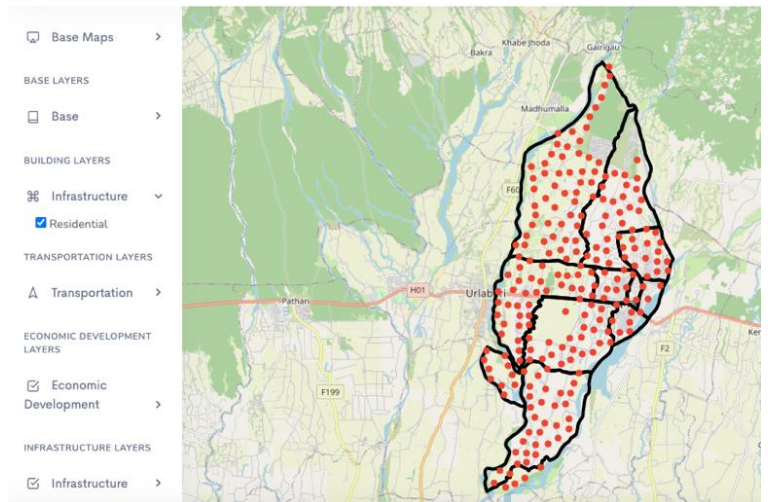 Base Maps
BASE LAYERS
Base
BUILDING LAYERS
Infrastructure
Residential
TRANSPORTATION LAYERS
Transportation
ECONOMIC DEVELOPMENT
LAYERS
Economic
Development
INFRASTRUCTURE LAYERS
Infrastructure
Khabe Jhoda
Gairigau
Bakra
Madhumalla
F60
H01
Urlabari
Pathari
F2
F199